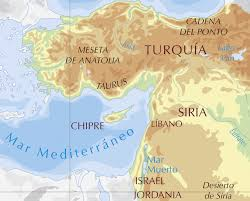 CADENA
DEL PONTO
MESETA
DE ANATOLIA
TURQUÍA
TAURUS
SIRIA
CHIPRE
LÍBANO
Mar Mediterráneo
Mar
Muerto
ISRAEL
JORDANIA
Desierto
de Siria